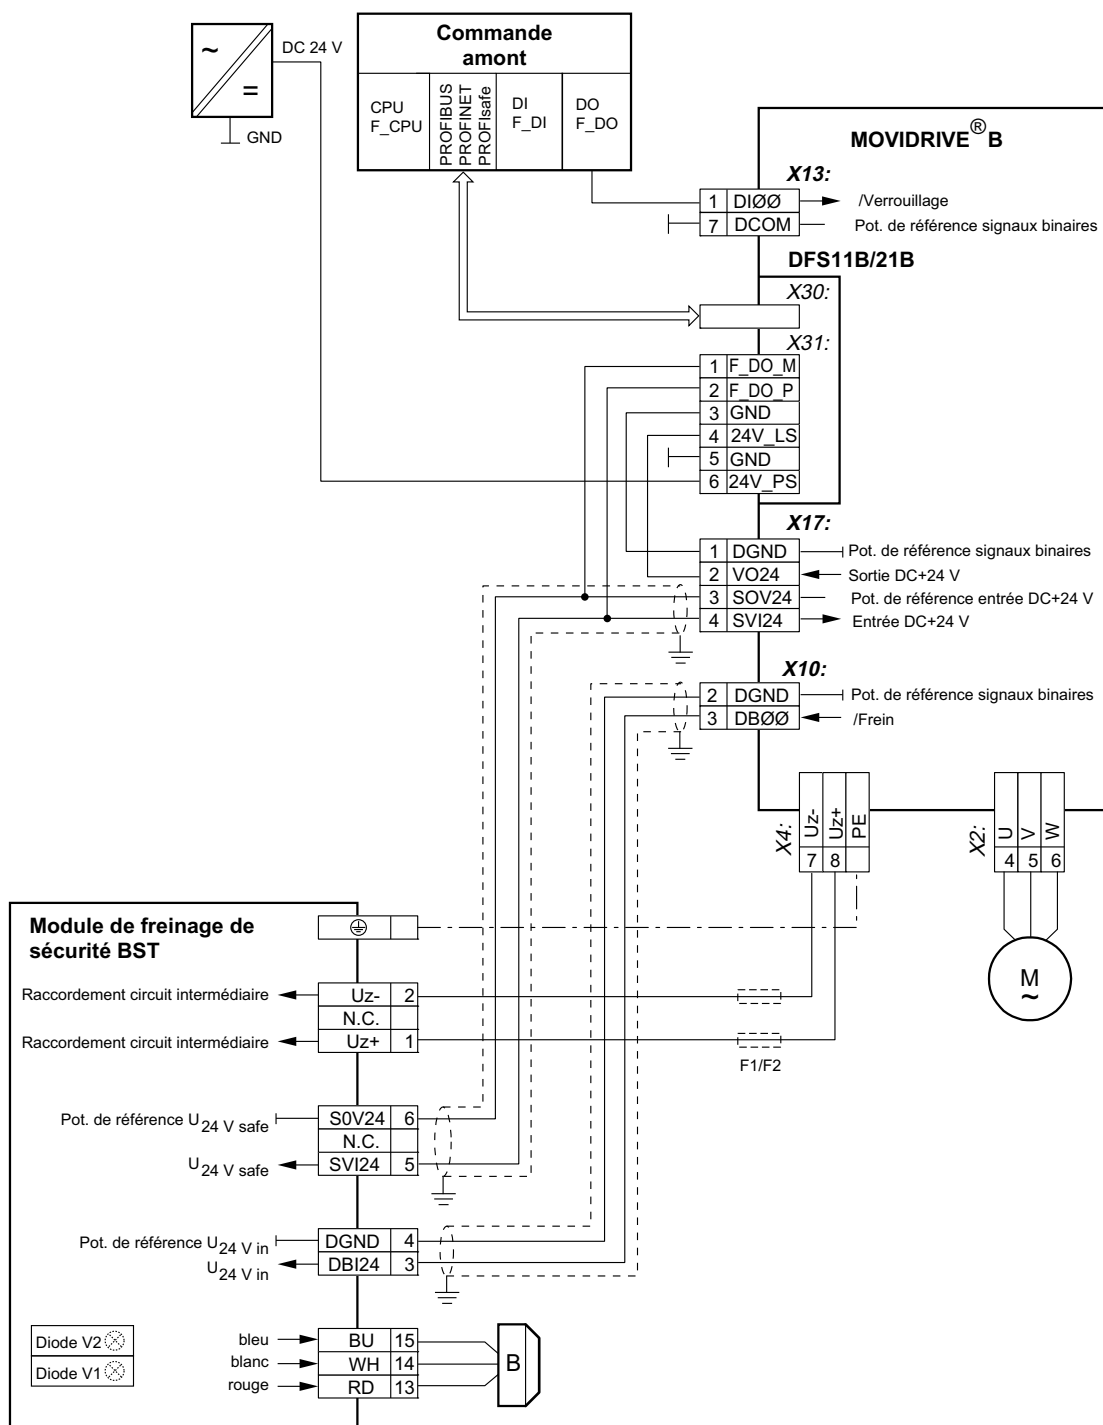 ~
=
DC 24 V
GND
Commande
amont
CPU
F_CPU
PROFIBUS
PROFINET
PROFIsafe
DI
F_DI
DO
F_DO
MOVIDRIVE® B
X13:
1 DIØØ /Verrouillage
7 DCOM Pot. de référence signaux binaires
DFS11B/21B
X30:
X31:
1 F_DO_M
2 F_DO_P
3 GND
4 24V_LS
5 GND
6 24V_PS
X17:
1 DGND Pot. de référence signaux binaires
2 VO24 Sortie DC+24 V
3 SOV24 Pot. de référence entrée DC+24 V
4 SVI24 Entrée DC+24 V
X10:
2 DGND Pot. de référence signaux binaires
3 DBØØ /Frein
X4:
Uz- 7
Uz+ 8
PE
X2:
U 4
V 5
W 6
M
~
Module de freinage de
sécurité BST
Raccordement circuit intermédiaire Uz- 2
N.C.
Raccordement circuit intermédiaire Uz+ 1
F1/F2
Pot. de référence U24 V safe S0V24 6
N.C.
U24 V safe SVI24 5
Pot. de référence U24 V in DGND 4
U24 V in DBI24 3
Diode V2
Diode V1
bleu BU 15
blanc WH 14
rouge RD 13
B